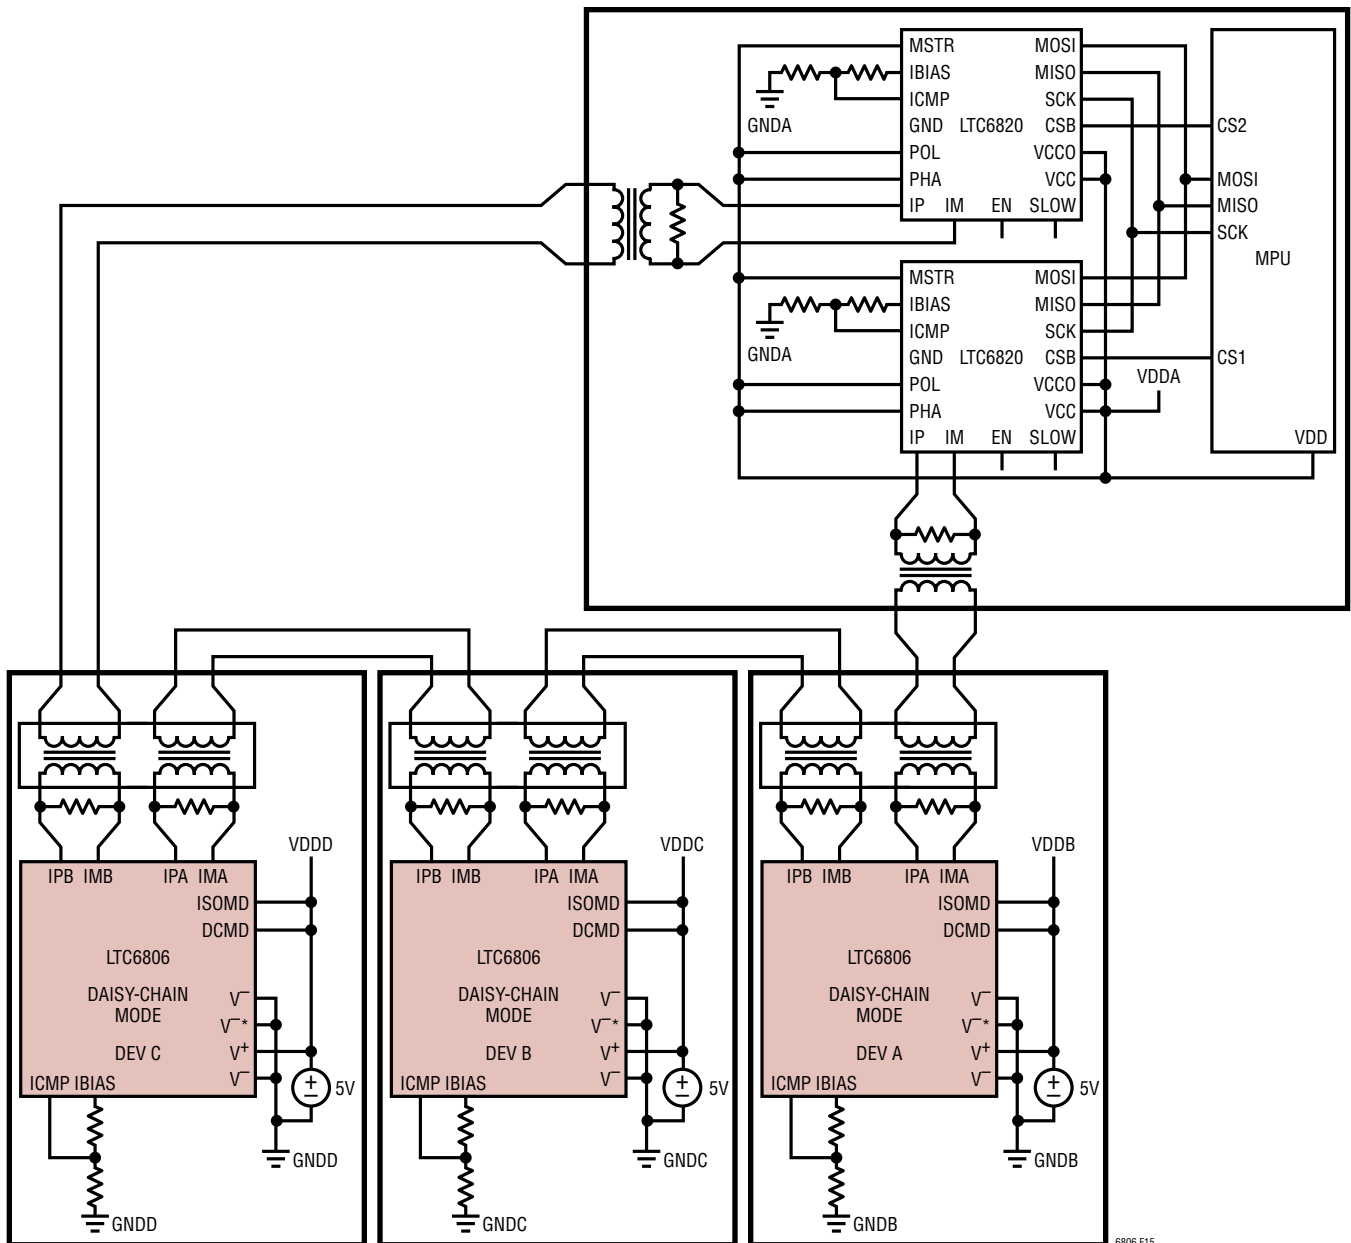 MSTR
IBIAS
ICMP
GND
POL
PHA
IP
IM
EN
SLOW
LTC6820
MOSI
MISO
SCK
CSB
VCCO
VCC
GNDA
CS2
MOSI
MISO
SCK
MPU
CS1
VDD
MSTR
IBIAS
ICMP
GND
POL
PHA
IP
IM
EN
SLOW
LTC6820
MOSI
MISO
SCK
CSB
VCCO
VCC
GNDA
VDDA
VDDD
IPB IMB
IPA IMA
ISOMD
DCMD
LTC6806
DAISY-CHAIN
MODE
DEV C
V–
V–*
V+
V–
ICMP IBIAS
+
–
5V
GNDD
GNDD
VDDC
IPB IMB
IPA IMA
ISOMD
DCMD
LTC6806
DAISY-CHAIN
MODE
DEV B
V–
V–*
V+
V–
ICMP IBIAS
+
–
5V
GNDC
GNDC
VDDB
IPB IMB
IPA IMA
ISOMD
DCMD
LTC6806
DAISY-CHAIN
MODE
DEV A
V–
V–*
V+
V–
ICMP IBIAS
+
–
5V
GNDB
GNDB
6806 F15